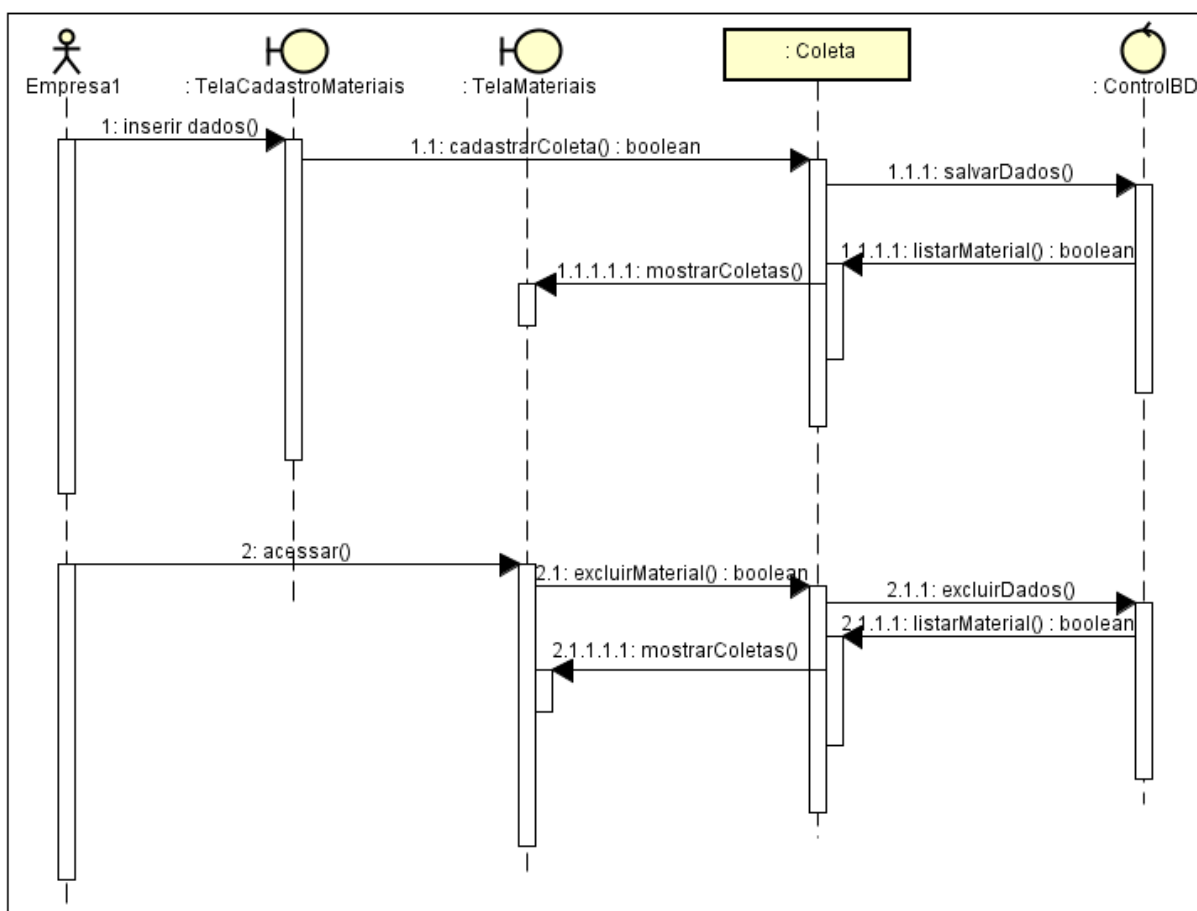 Empresa1
: TelaCadastroMateriais
: TelaMateriais
: Coleta
: ControlBD
1: inserir dados()
1.1: cadastrarColeta() : boolean
1.1.1: salvarDados()
1.1.1.1: listarMaterial() : boolean
1.1.1.1.1: mostrarColetas()
2: acessar()
2.1: excluirMaterial() : boolean
2.1.1: excluirDados()
2.1.1.1: listarMaterial() : boolean
2.1.1.1.1: mostrarColetas()